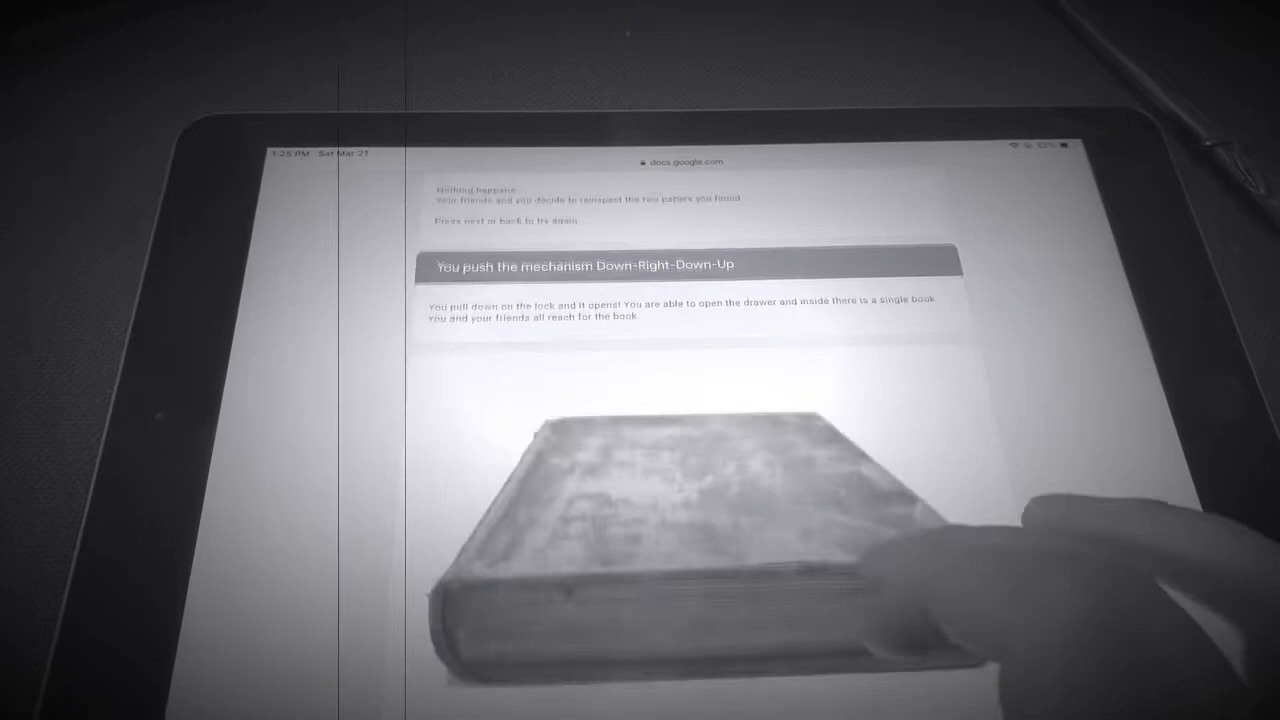 1:25 PM Sat Mar 21
docs.google.com
Nothing happens
Your friends and you decide to reinspect the two papers you found
Press next or back to try again
You push the mechanism Down-Right-Down-Up
You pull down on the lock and it opens! You are able to open the drawer and inside there is a single book
You and your friends all reach for the book.